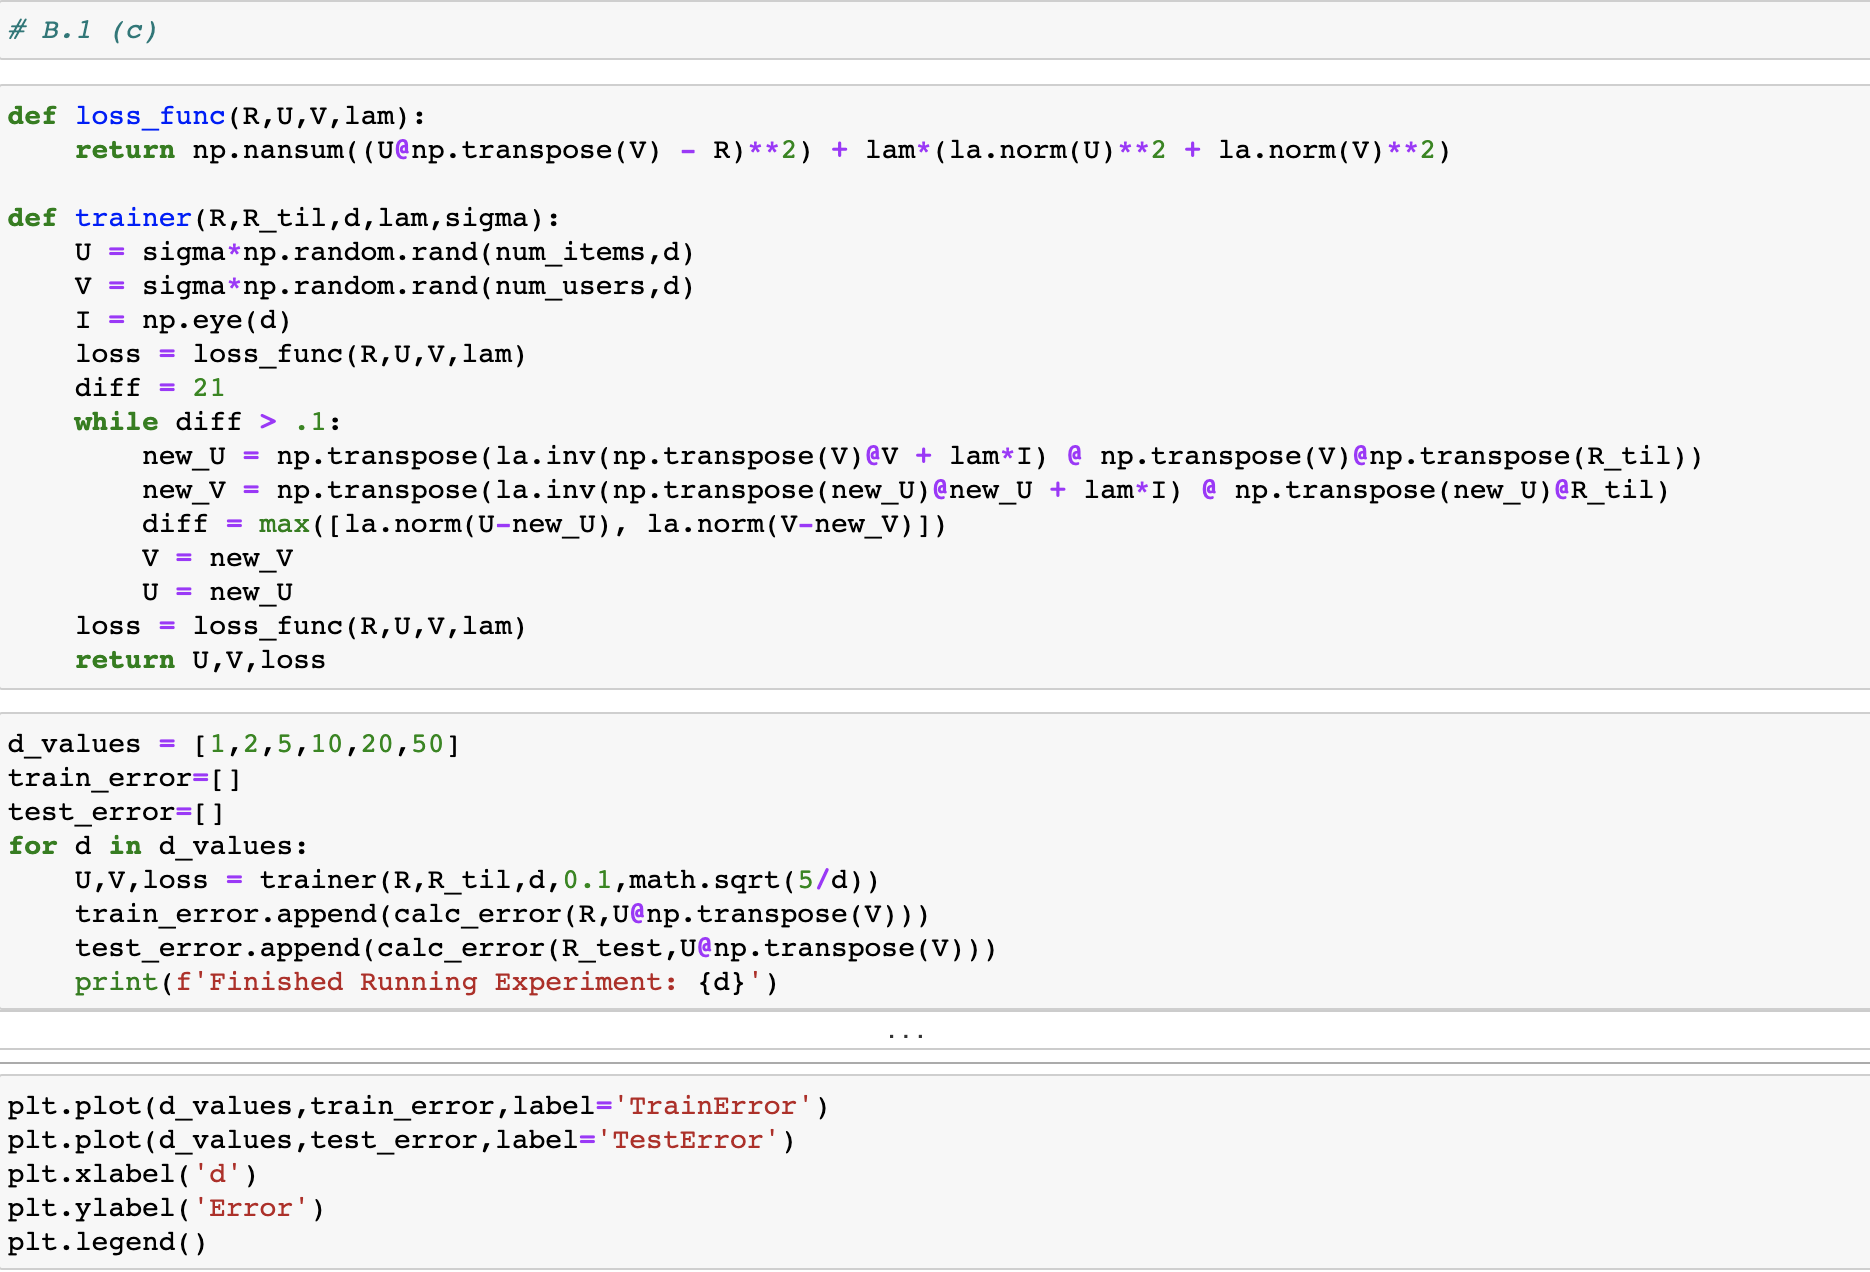 # B.1 (c)
def loss_func(R,U,V,lam):
    return np.nansum((U@np.transpose(V) - R)**2) + lam*(la.norm(U)**2 + la.norm(V)**2)
def trainer(R,R_til,d,lam,sigma):
    U = sigma*np.random.rand(num_items,d)
    V = sigma*np.random.rand(num_users,d)
    I = np.eye(d)
    loss = loss_func(R,U,V,lam)
    diff = 21
    while diff > .1:
        new_U = np.transpose(la.inv(np.transpose(V)@V + lam*I) @ np.transpose(V)@np.transpose(R_til))
        new_V = np.transpose(la.inv(np.transpose(new_U)@new_U + lam*I) @ np.transpose(new_U)@R_til)
        diff = max([la.norm(U-new_U), la.norm(V-new_V)])
        V = new_V
        U = new_U
    loss = loss_func(R,U,V,lam)
    return U,V,loss
d_values = [1,2,5,10,20,50]
train_error=[]
test_error=[]
for d in d_values:
    U,V,loss = trainer(R,R_til,d,0.1,math.sqrt(5/d))
    train_error.append(calc_error(R,U@np.transpose(V)))
    test_error.append(calc_error(R_test,U@np.transpose(V)))
    print(f'Finished Running Experiment: {d}')
...
plt.plot(d_values,train_error,label='TrainError')
plt.plot(d_values,test_error,label='TestError')
plt.xlabel('d')
plt.ylabel('Error')
plt.legend()